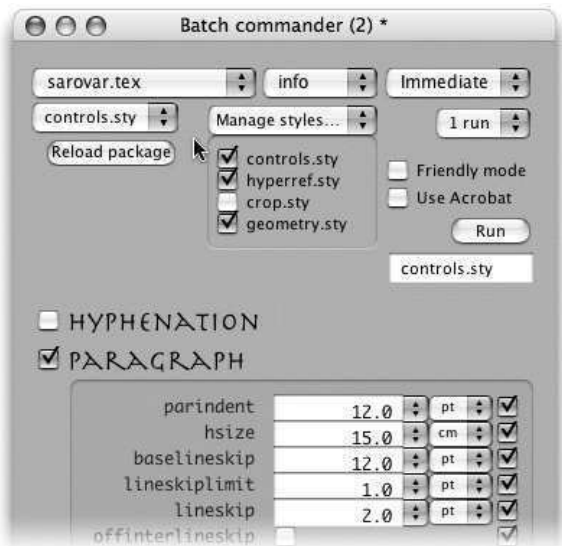 Batch commander (2) *
sarovar.tex info Immediate
controls.sty Manage styles... 1 run
Reload package
controls.sty
hyperref.sty
crop.sty
geometry.sty
Friendly mode
Use Acrobat
Run
controls.sty
HYPHENATION
PARAGRAPH
parindent 12.0 pt
hsize 15.0 cm
baselineskip 12.0 pt
lineskiplimit 1.0 pt
lineskip 2.0 pt
offinterlineskip